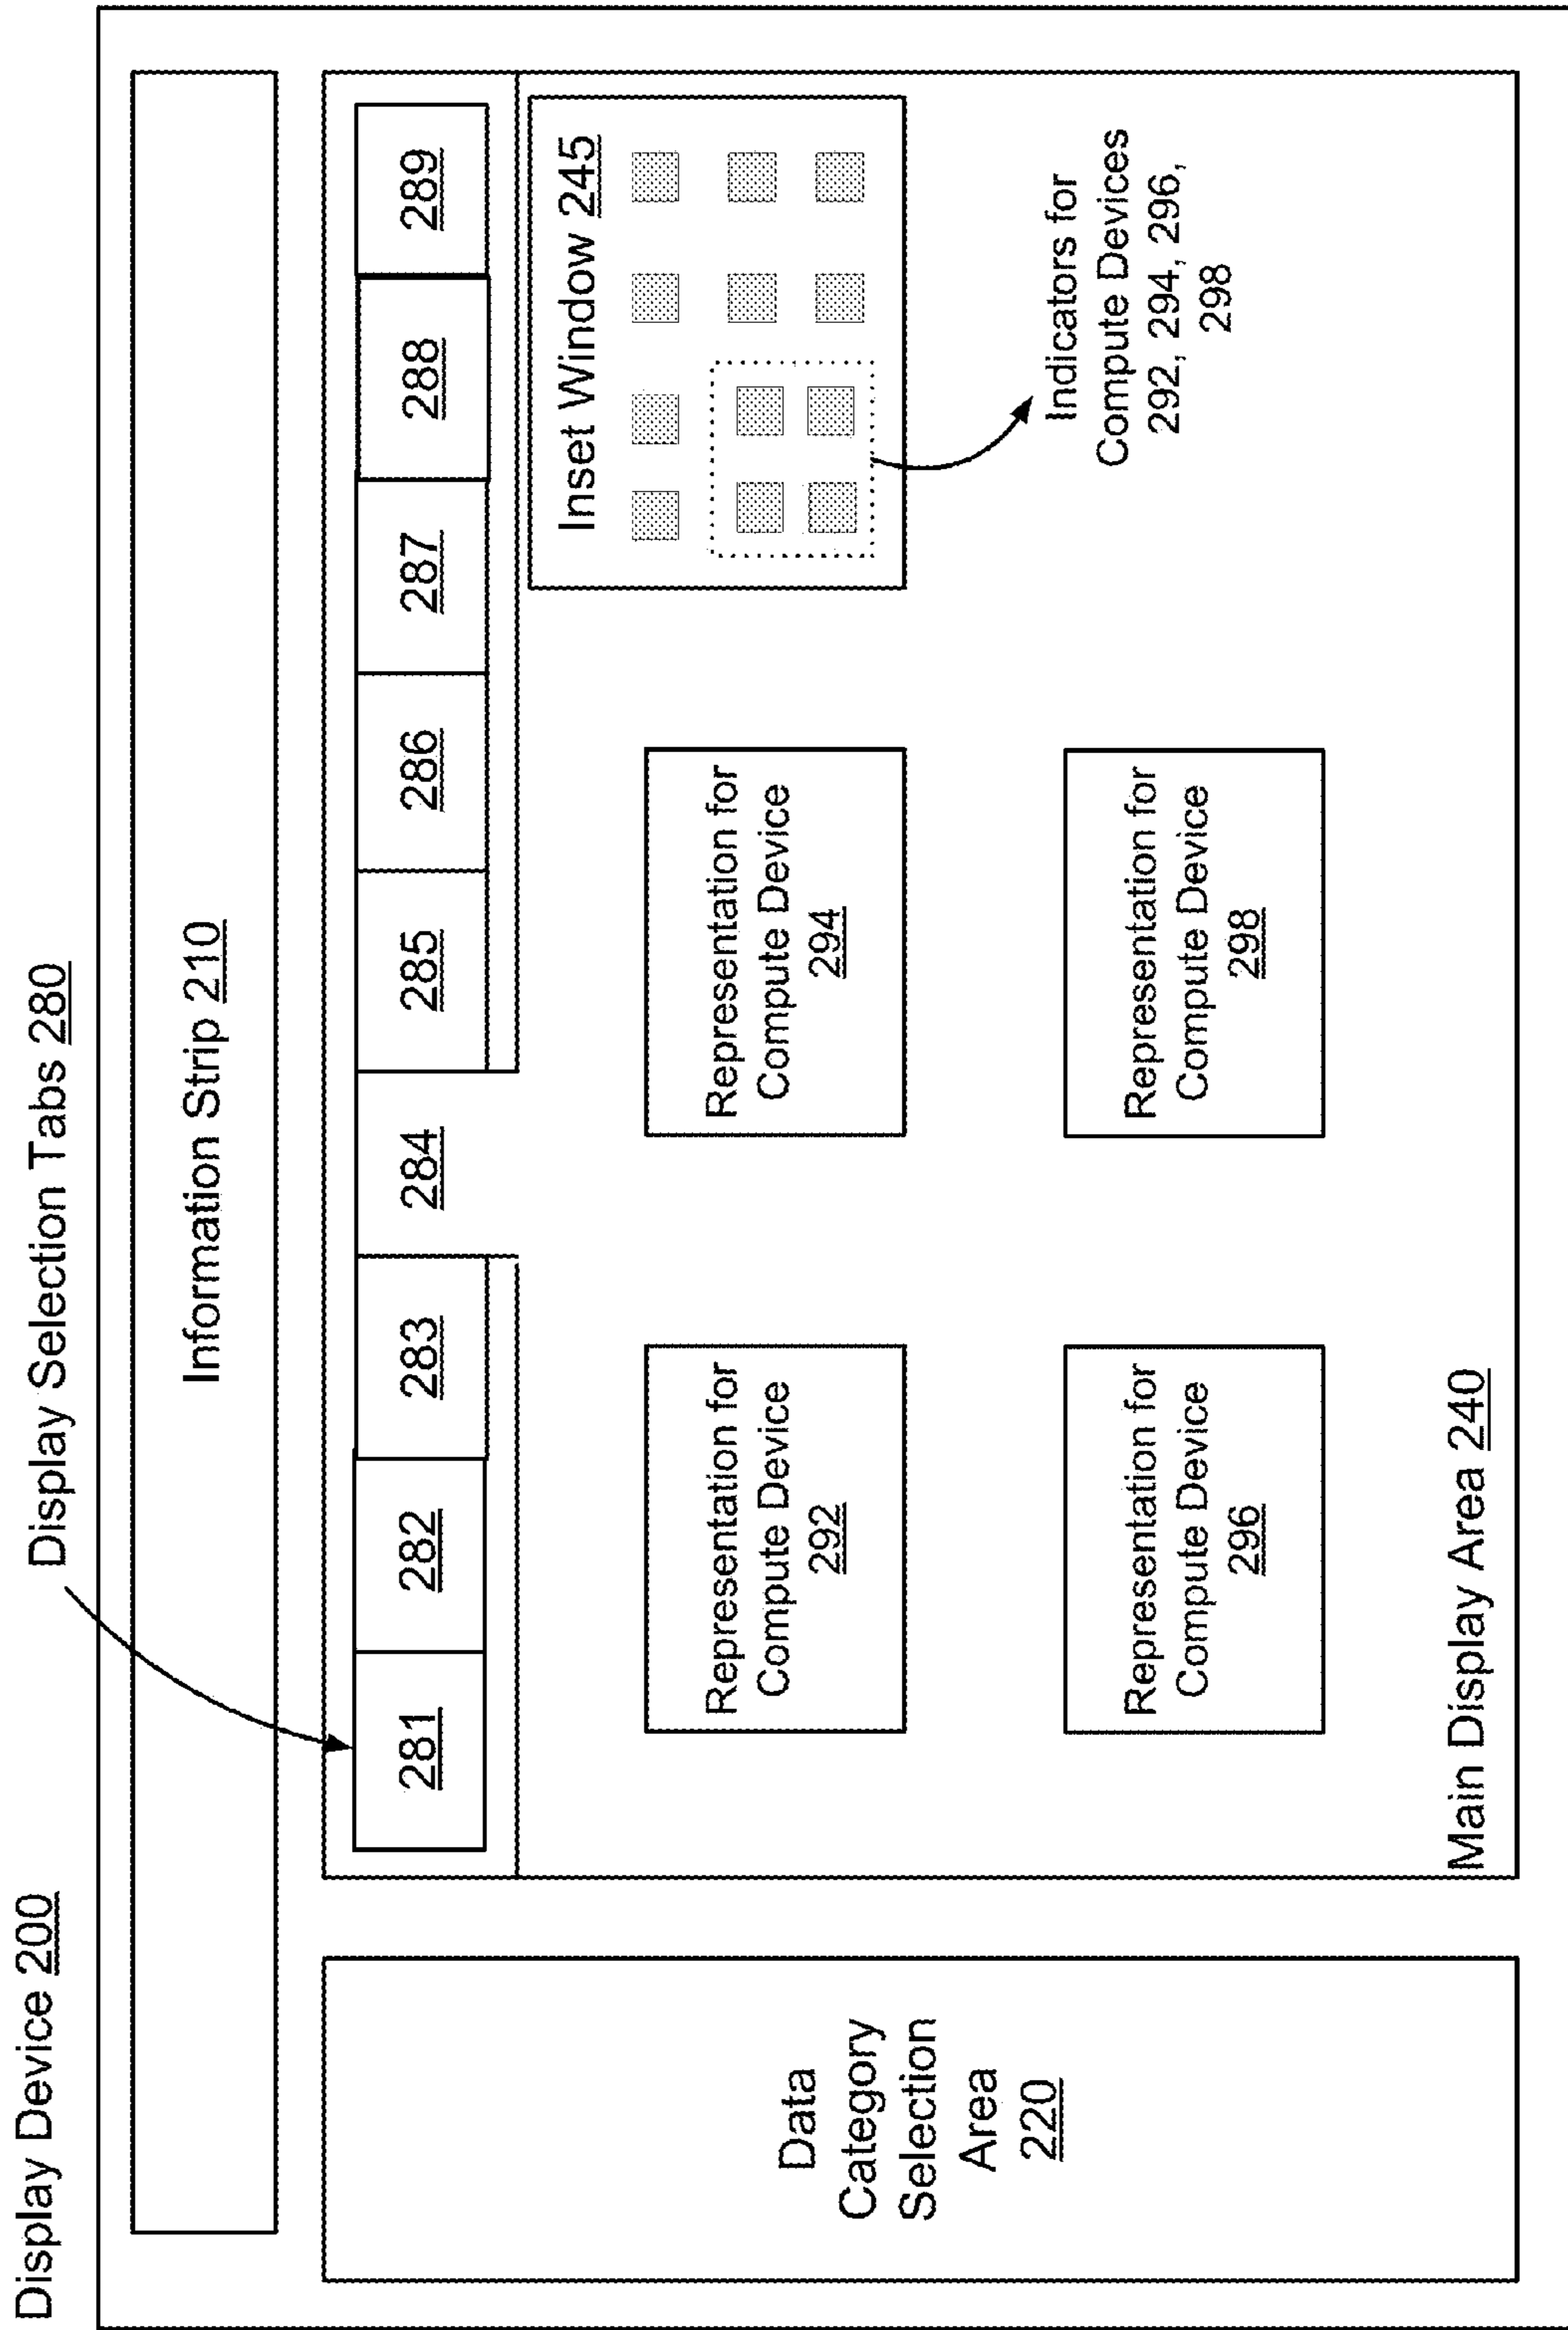 Display Device 200
Display Selection Tabs 280
Information Strip 210
281
282
283
284
285
286
287
288
289
Data
Category
Selection
Area
220
Inset Window 245
Representation for
Compute Device
292
Representation for
Compute Device
294
Indicators for
Compute Devices
292, 294, 296,
298
Representation for
Compute Device
296
Representation for
Compute Device
298
Main Display Area 240